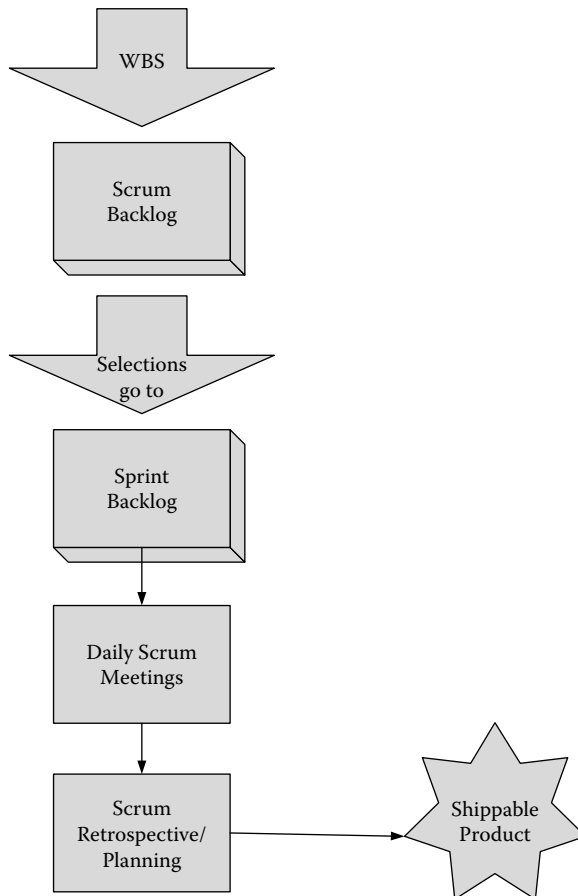 WBS
Scrum
Backlog
Selections
go to
Sprint
Backlog
Daily Scrum
Meetings
Scrum
Retrospective/
Planning
Shippable
Product